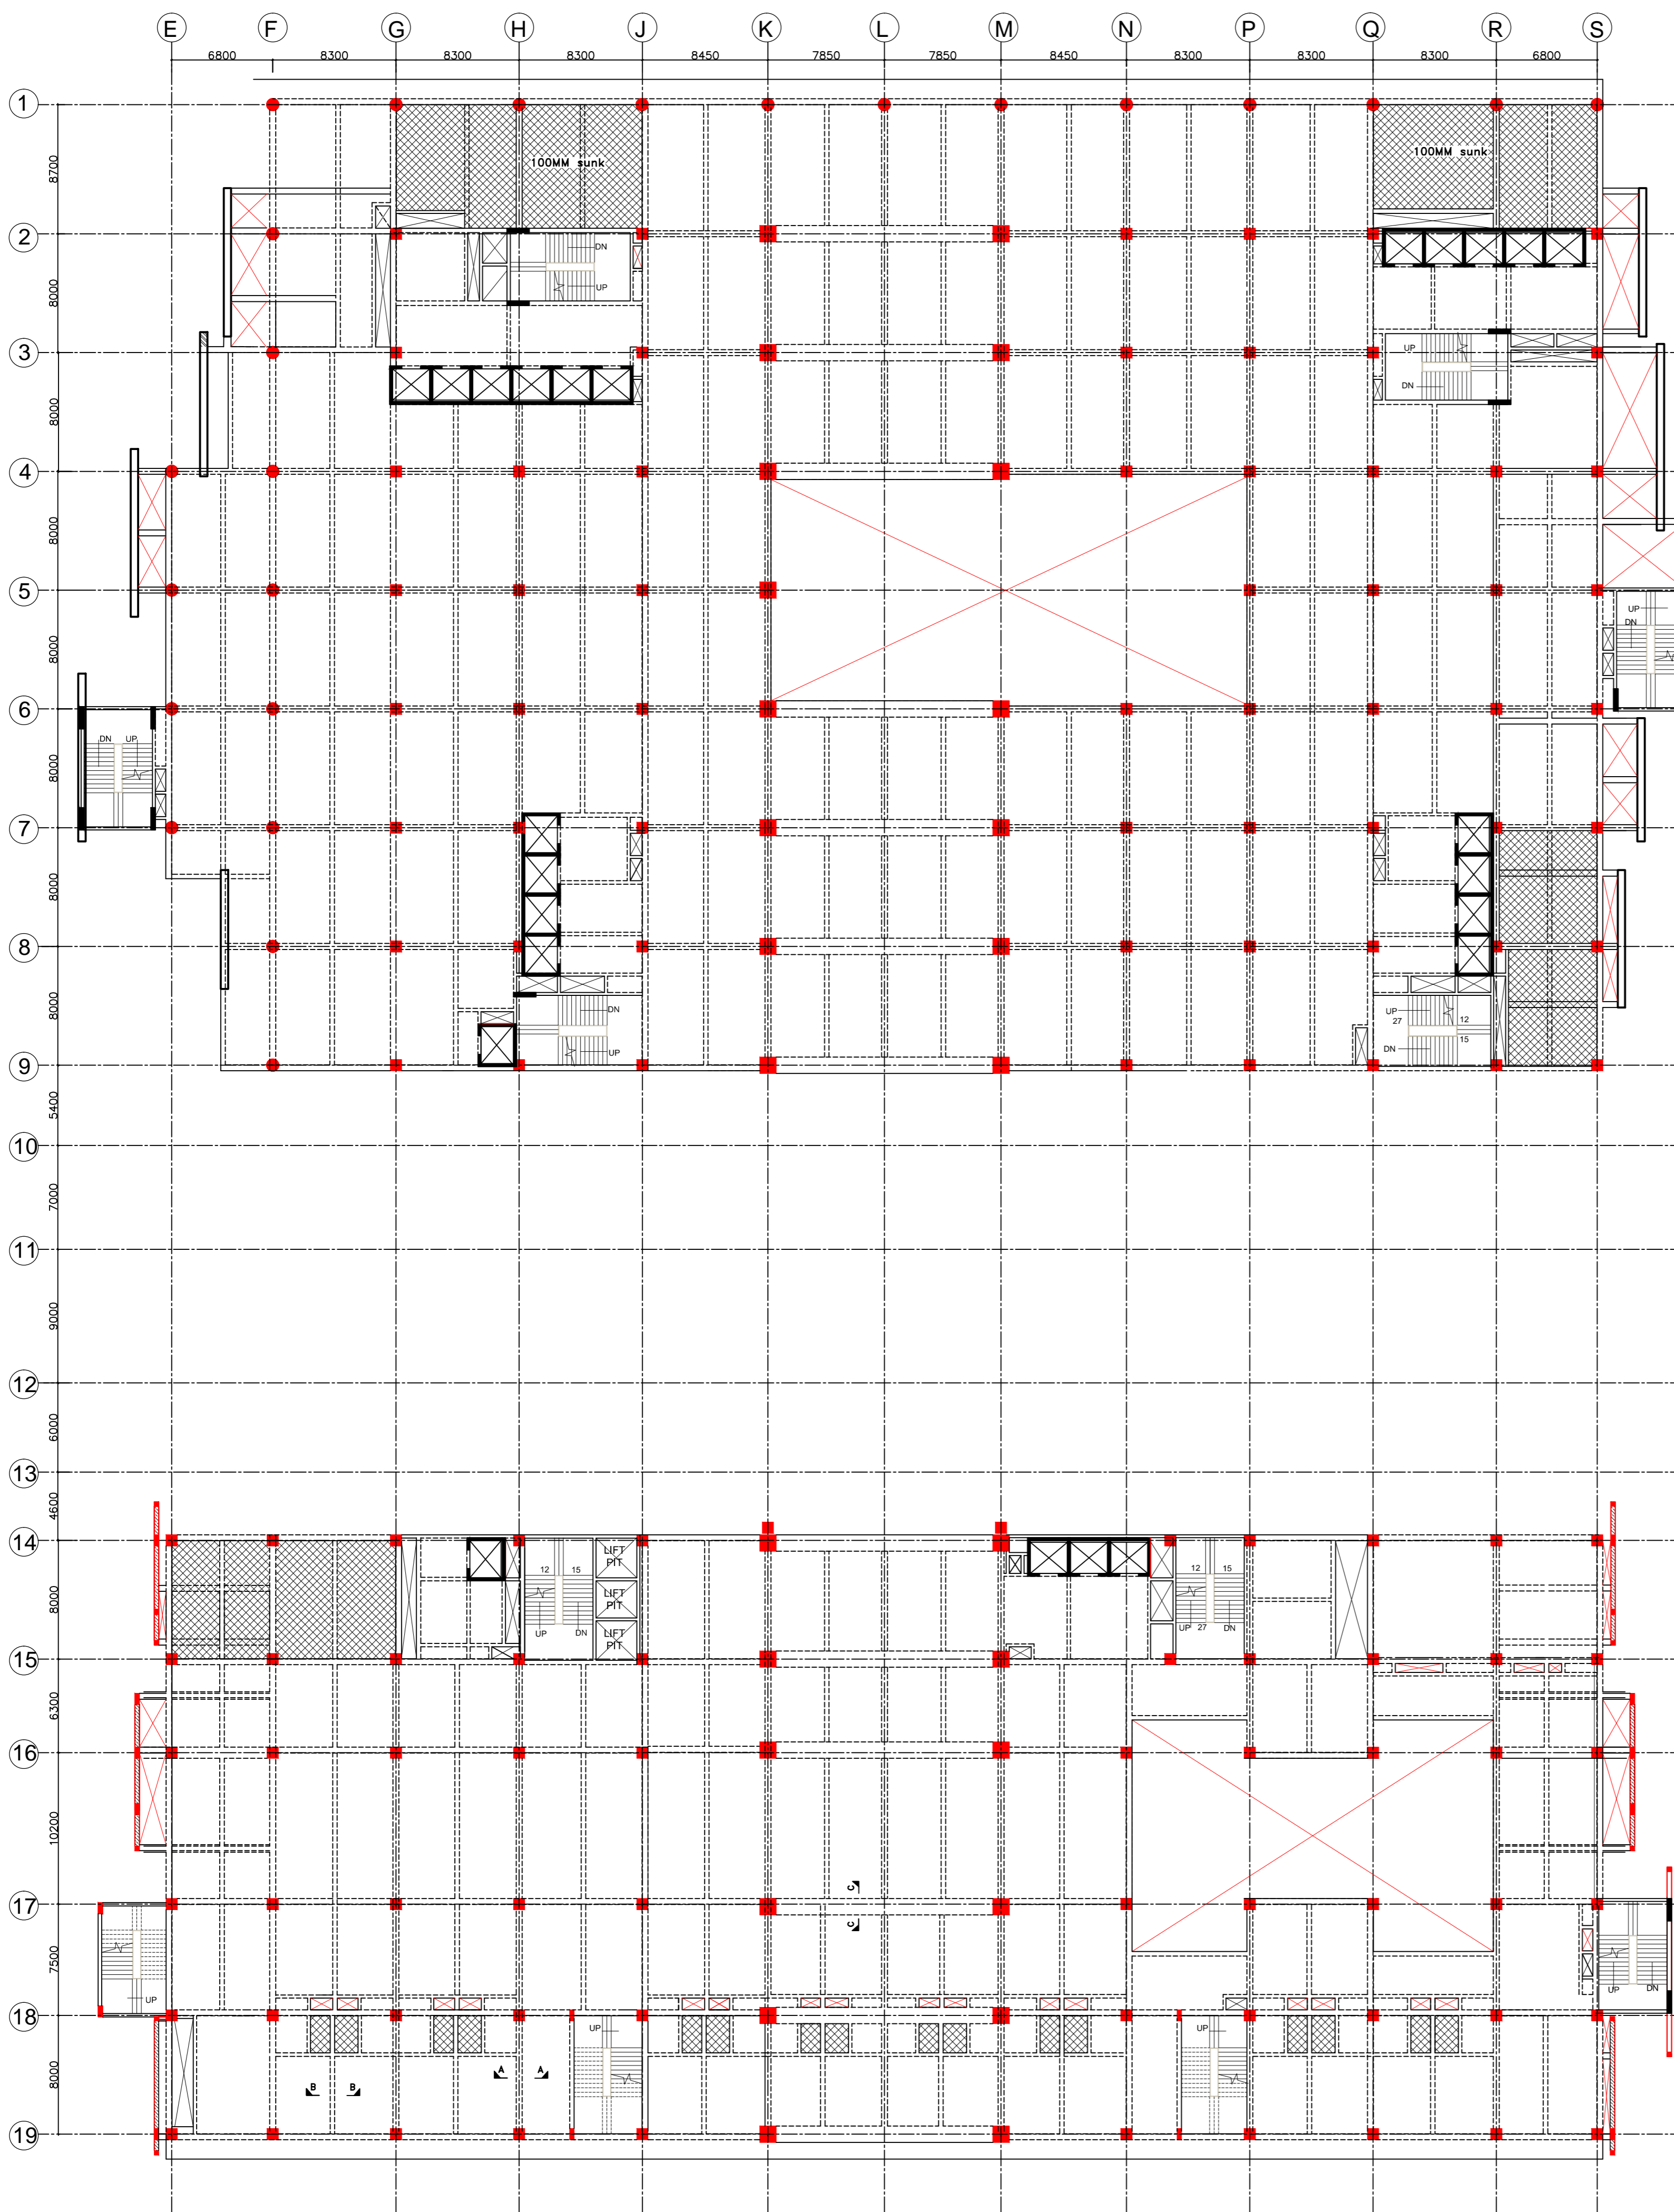 E F G H J K L M N P Q R S
6800 8300 8300 8300 8450 7850 7850 8450 8300 8300 8300 6800
1
8700
100MM sunk 100MM sunk
2
DN
8000
UP
3
UP
DN
8000
4
8000
5
UP
DN
8000
6
DN UP
8000
7
8000
8
8000
DN UP 12
27
15
UP DN
9
5400
10
7000
11
9000
12
6000
13
4600
14
LIFT
PIT
12 15 12 15
LIFT
PIT
8000
UP DN UP 27 DN
LIFT
PIT
15
6300
16
10200
C
17
C
7500
UP DN
UP
18
UP UP
A A
8000
B B
19